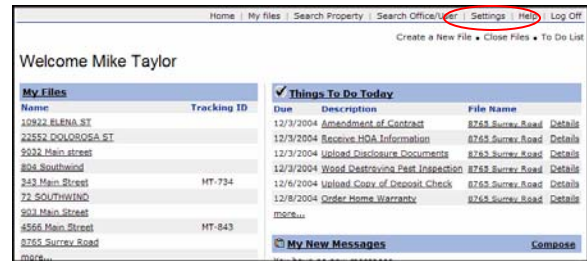 Home | My files | Search Property | Search Office/User | Settings | Help | Log Off
Create a New File • Close Files • To Do List
Welcome Mike Taylor
My Files
Name Tracking ID
10922 ELENA ST
22552 DOLOROSA ST
9032 Main street
804 Southwind
343 Main Street MT-734
72 SOUTHWIND
903 Main Street
4566 Main Street MT-843
8765 Surrey Road
more...
Things To Do Today
Due Description File Name
12/3/2004 Amendment of Contract 8765 Surrey Road Details
12/3/2004 Receive HOA Information 8765 Surrey Road Details
12/3/2004 Upload Disclosure Documents 8765 Surrey Road Details
12/3/2004 Wood Destroying Pest Inspection 8765 Surrey Road Details
12/6/2004 Upload Copy of Deposit Check 8765 Surrey Road Details
12/8/2004 Order Home Warranty 8765 Surrey Road Details
more...
My New Messages Compose